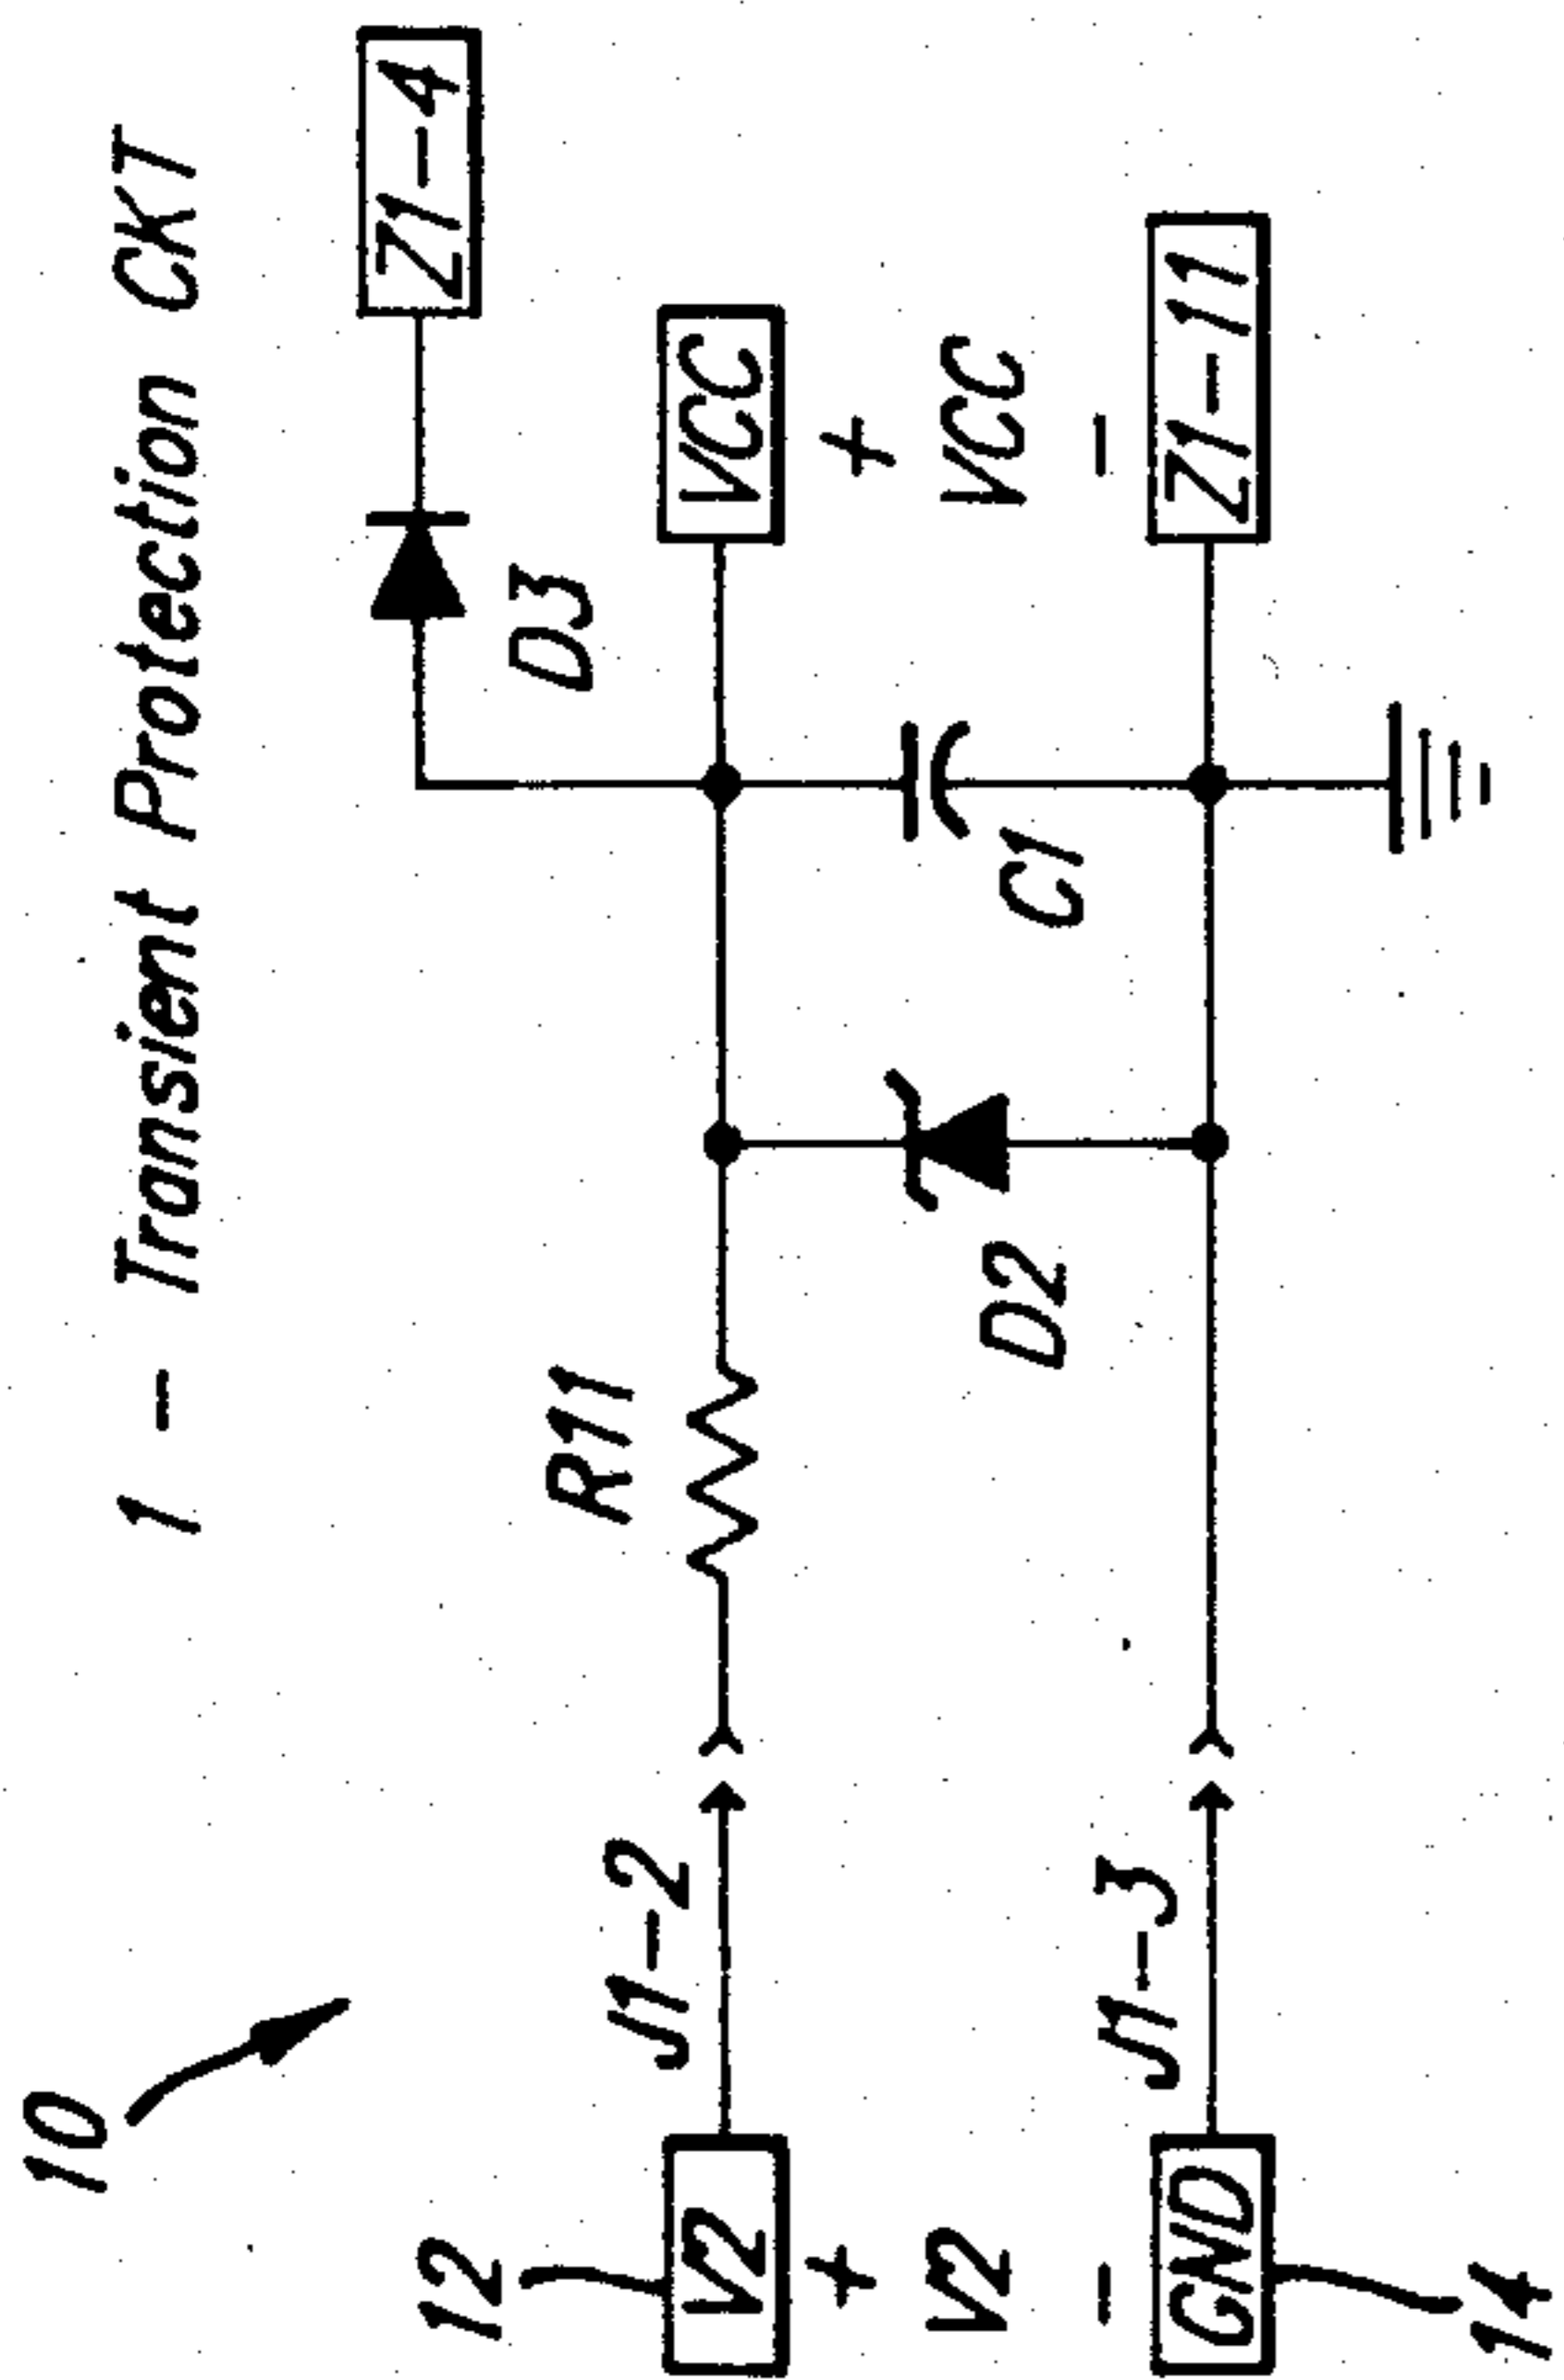 1 - Transient Protection CKT
10
Z1-4
D3
R11
12
J1-2
V2
VCC
+
+
V2
D2
C1
VCC
-
-
J1-3
GND
Z1-11
14